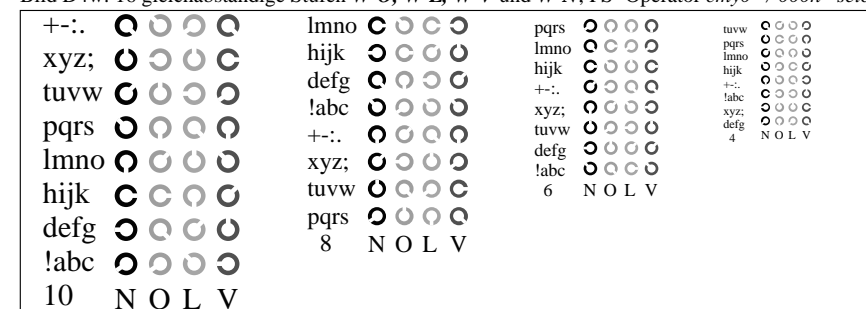 +-:.
xyz;
tuvw
pqrs
lmno
hijk
defg
!abc
10 N O L V
lmno
hijk
defg
!abc
+-:.
xyz;
tuvw
pqrs
8 N O L V
pqrs
lmno
hijk
+-:.
xyz;
tuvw
defg
!abc
6 N O L V
tuvw
pqrs
lmno
hijk
+-:.
!abc
xyz;
defg
4 N O L V